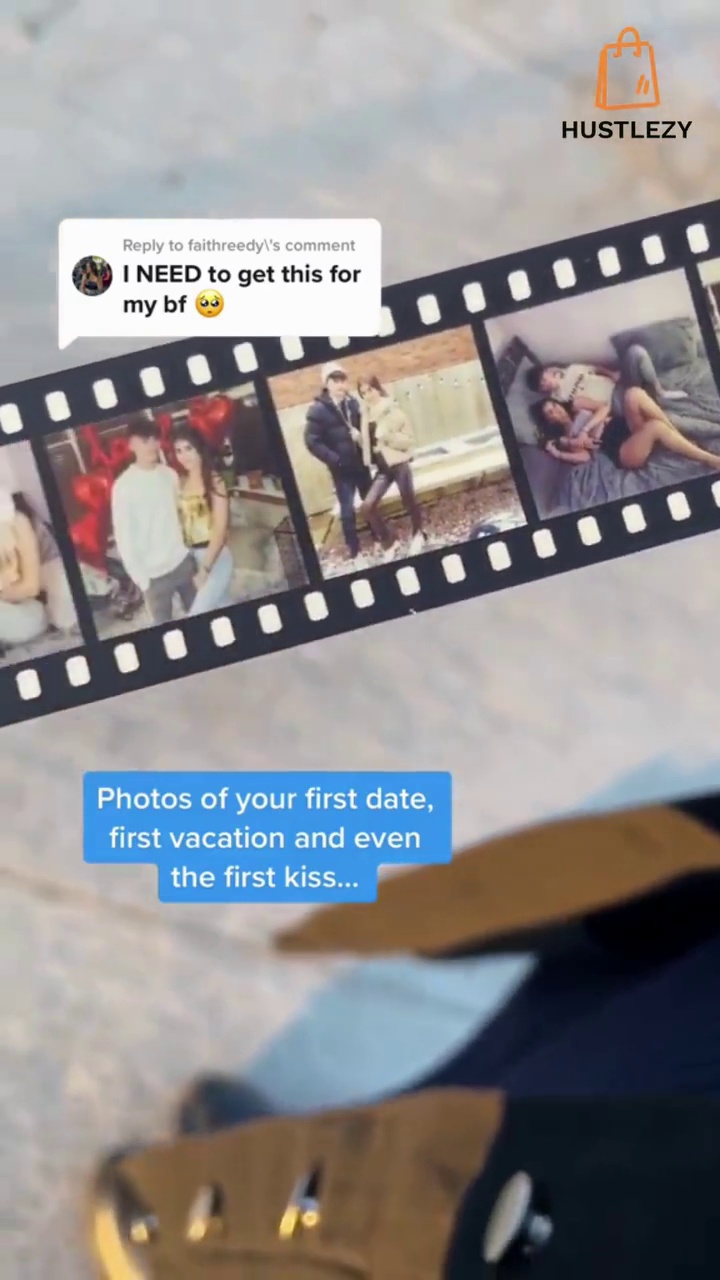 HUSTLEZY
Reply to faithreedy\'s comment
I NEED to get this for
my bf 🥺
Photos of your first date,
first vacation and even
the first kiss...